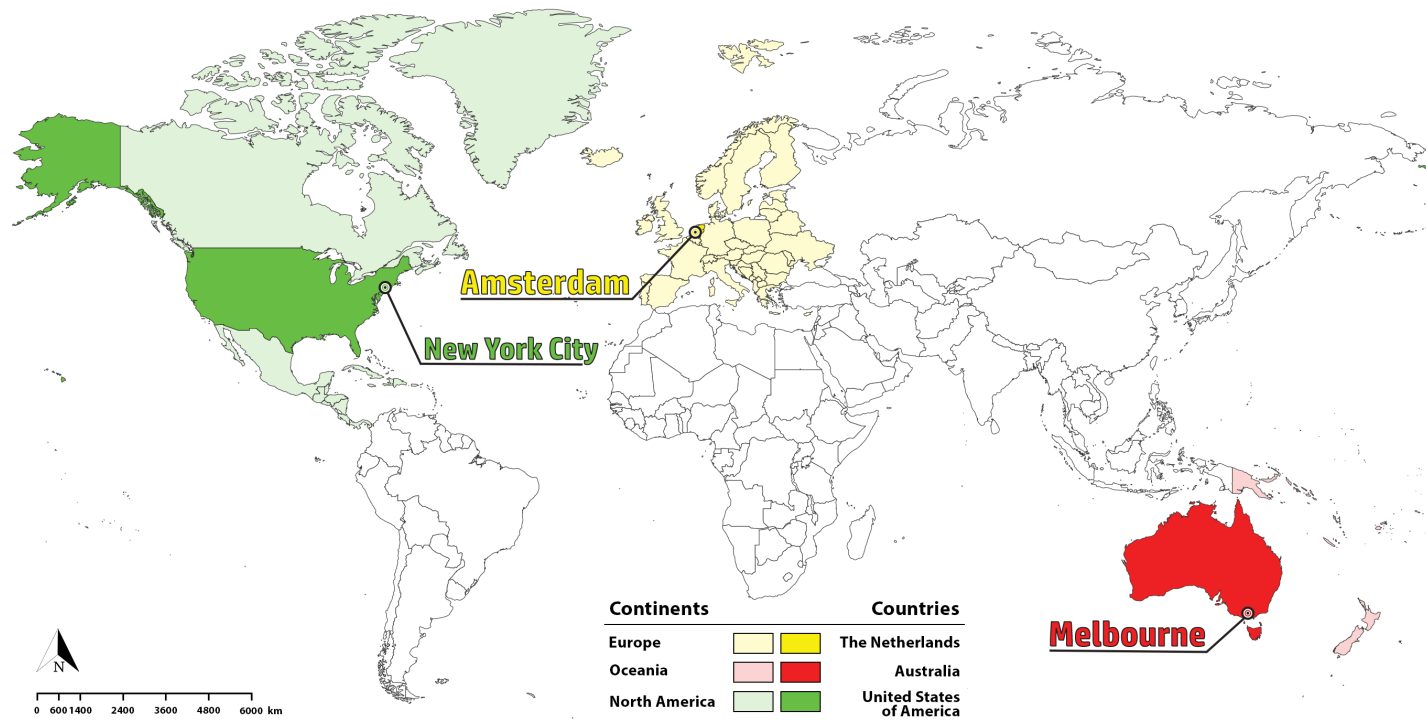 Amsterdam
New York City
Melbourne
Continents Countries
Europe The Netherlands
Oceania Australia
North America United States
of America
N
0 600 1400 2400 3600 4800 6000 km